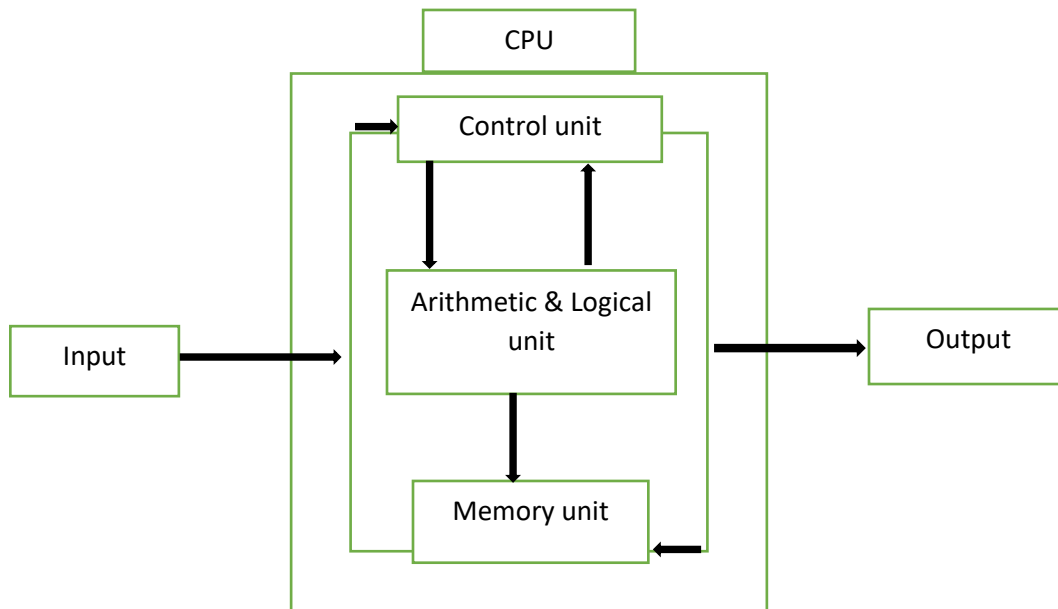 CPU
Control unit
Arithmetic & Logical
unit
Input
Output
Memory unit